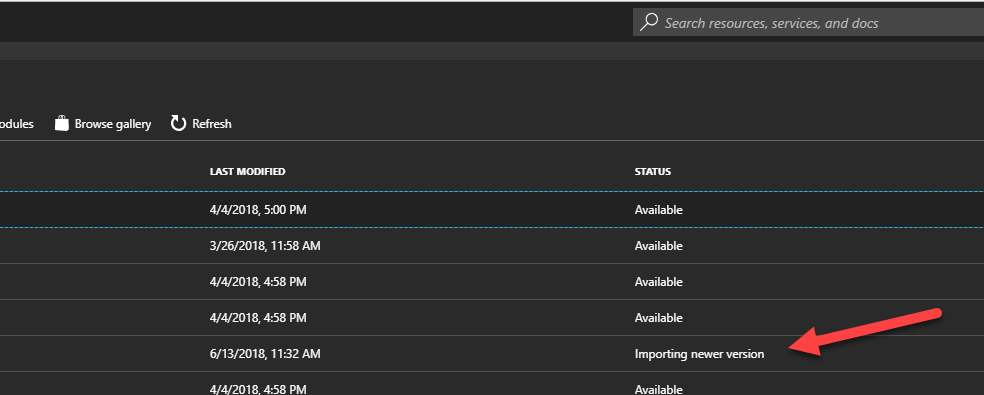 Search resources, services, and docs
odules Browse gallery Refresh
LAST MODIFIED STATUS
4/4/2018, 5:00 PM Available
3/26/2018, 11:58 AM Available
4/4/2018, 4:58 PM Available
4/4/2018, 4:58 PM Available
6/13/2018, 11:32 AM Importing newer version
4/4/2018, 4:58 PM Available